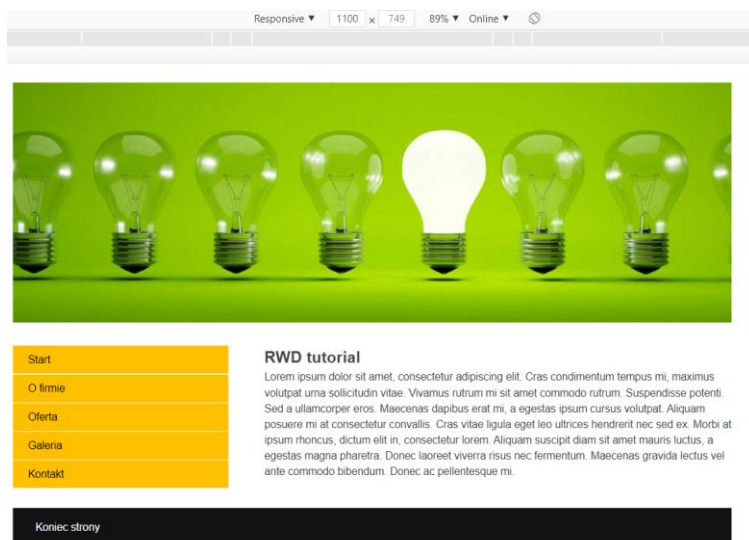 Responsive ▼ 1100 x 749 89% ▼ Online ▼
Start
O firmie
Oferta
Galeria
Kontakt
RWD tutorial
Lorem ipsum dolor sit amet, consectetur adipiscing elit. Cras condimentum tempus mi, maximus
volutpat urna sollicitudin vitae. Vivamus rutrum mi sit amet commodo rutrum. Suspendisse potenti.
Sed a ullamcorper eros. Maecenas dapibus erat mi, a egestas ipsum cursus volutpat. Aliquam
posuere mi at consectetur convallis. Cras vitae ligula eget leo ultrices hendrerit nec sed ex. Morbi at
ipsum rhoncus, dictum elit in, consectetur lorem. Aliquam suscipit diam sit amet mauris luctus, a
egestas magna pharetra. Donec laoreet viverra risus nec fermentum. Maecenas gravida lectus vel
ante commodo bibendum. Donec ac pellentesque mi.
Koniec strony